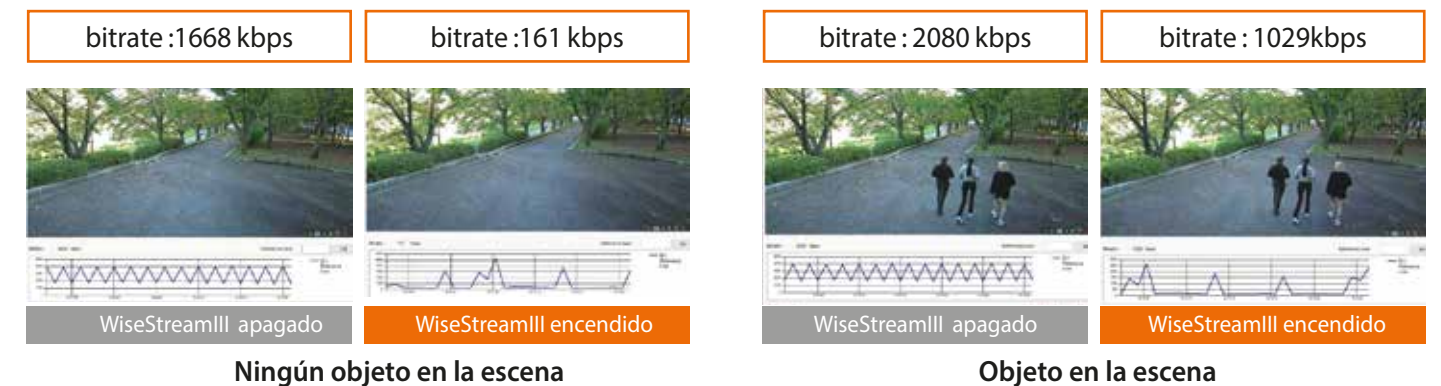 bitrate :1668 kbps
bitrate :161 kbps
bitrate : 2080 kbps
bitrate : 1029kbps
WiseStreamIII apagado
WiseStreamIII encendido
WiseStreamIII apagado
WiseStreamIII encendido
Ningún objeto en la escena
Objeto en la escena